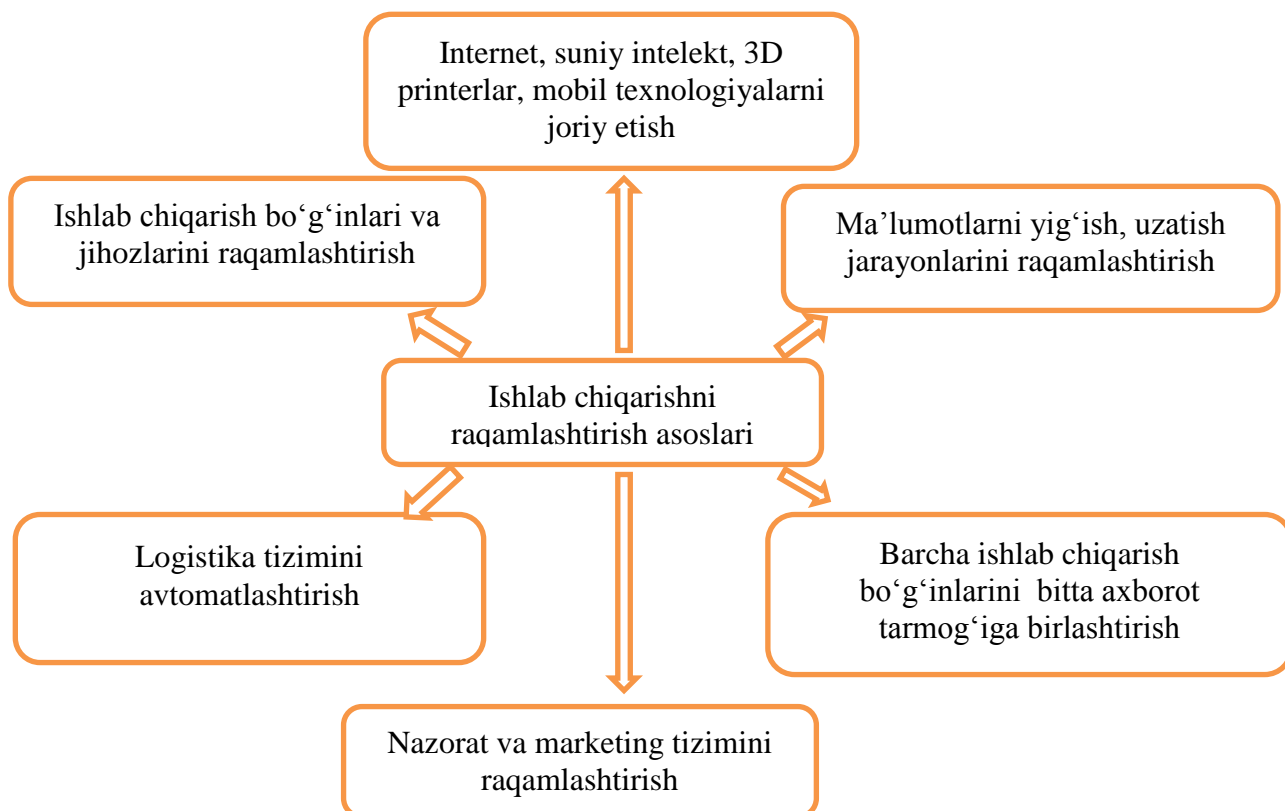 Internet, suniy intelekt, 3D
printerlar, mobil texnologiyalarni
joriy etish
Ishlab chiqarish bo‘g‘inlari va
jihozlarini raqamlashtirish
Ma’lumotlarni yig‘ish, uzatish
jarayonlarini raqamlashtirish
Ishlab chiqarishni
raqamlashtirish asoslari
Logistika tizimini
avtomatlashtirish
Barcha ishlab chiqarish
bo‘g‘inlarini bitta axborot
tarmog‘iga birlashtirish
Nazorat va marketing tizimini
raqamlashtirish